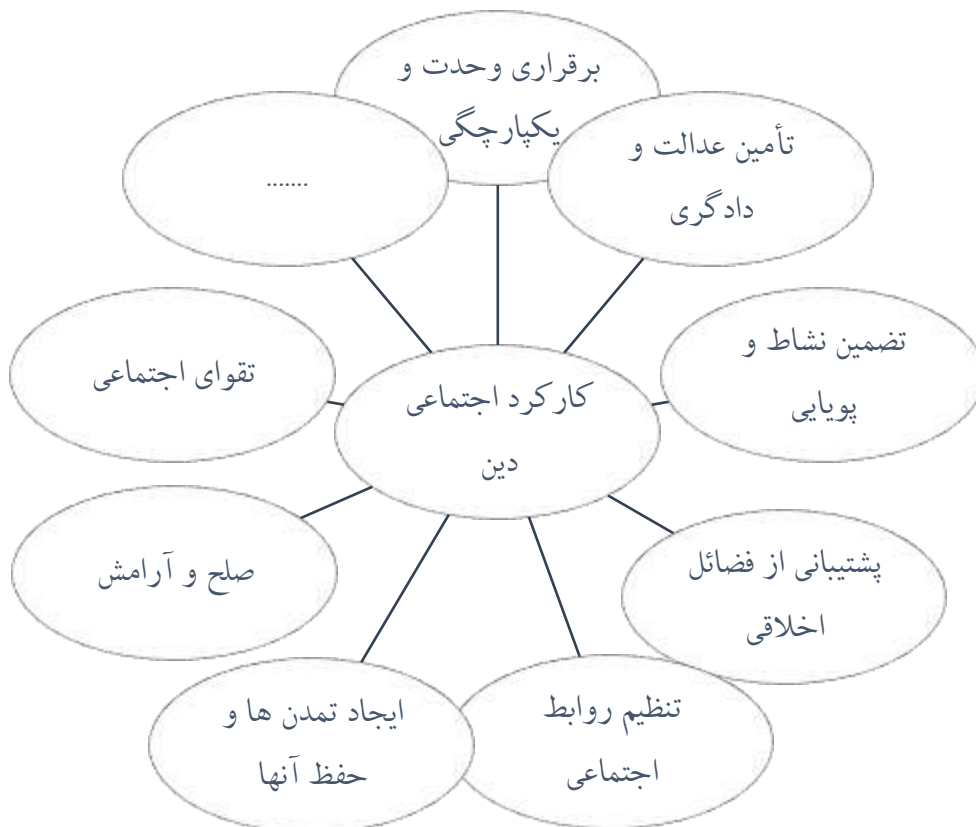 برقراری وحدت و
یکپارچگی
تأمین عدالت و
دادگری
.......
تضمین نشاط و
پویایی
تقوای اجتماعی
کارکرد اجتماعی
دین
پشتیبانی از فضائل
اخلاقی
صلح و آرامش
تنظیم روابط
اجتماعی
ایجاد تمدن ها و
حفظ آنها